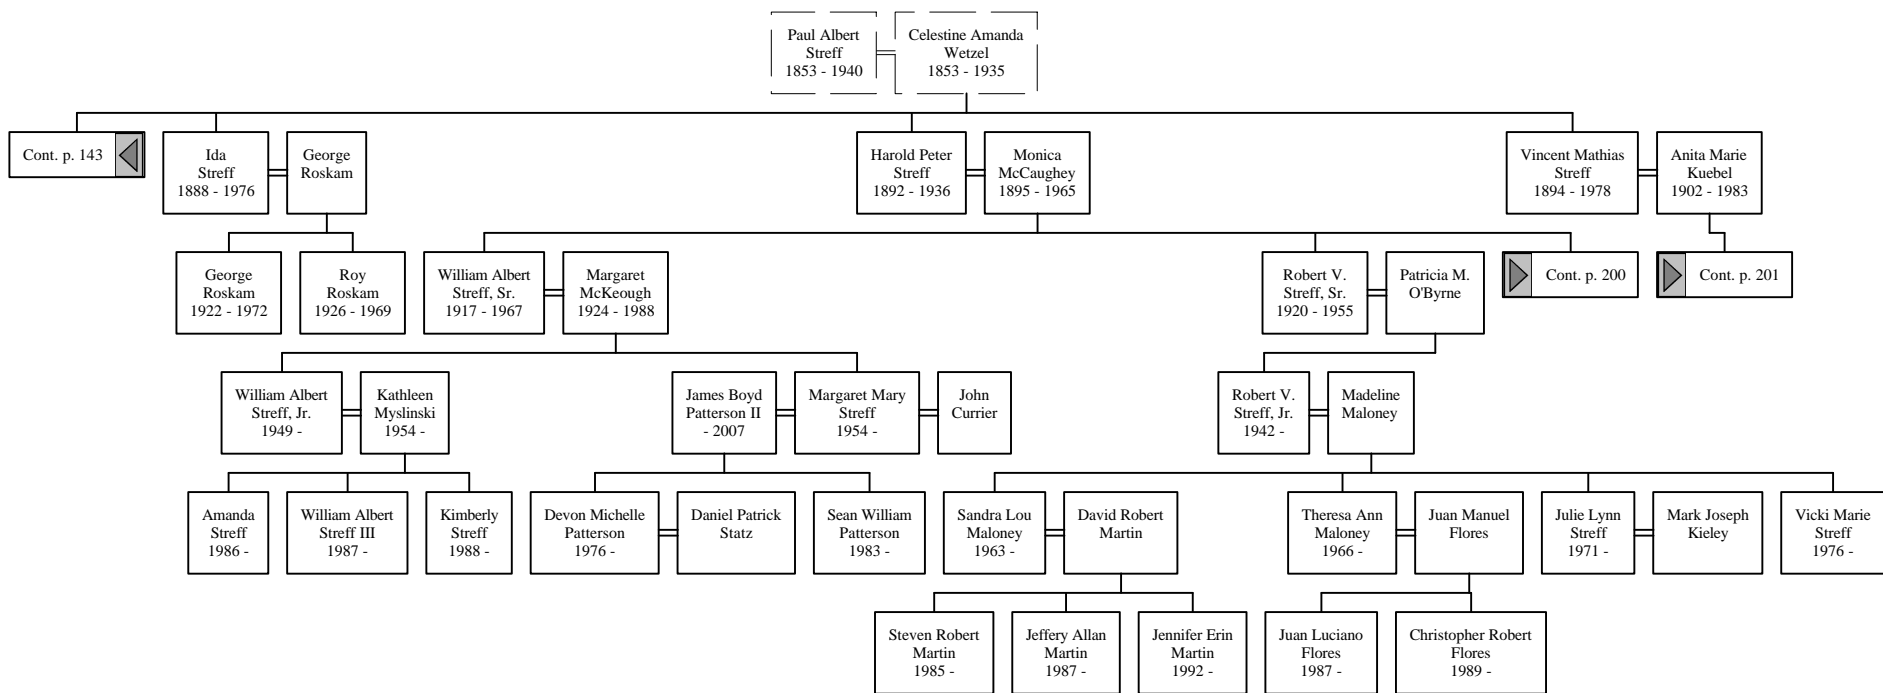 Paul Albert
Streff
1853 - 1940
Celestine Amanda
Wetzel
1853 - 1935
Cont. p. 143
Ida
Streff
1888 - 1976
George
Roskam
Harold Peter
Streff
1892 - 1936
Monica
McCaughey
1895 - 1965
Vincent Mathias
Streff
1894 - 1978
Anita Marie
Kuebel
1902 - 1983
George
Roskam
1922 - 1972
Roy
Roskam
1926 - 1969
William Albert
Streff, Sr.
1917 - 1967
Margaret
McKeough
1924 - 1988
Robert V.
Streff, Sr.
1920 - 1955
Patricia M.
O'Byrne
Cont. p. 200
Cont. p. 201
William Albert
Streff, Jr.
1949 -
Kathleen
Myslinski
1954 -
James Boyd
Patterson II
- 2007
Margaret Mary
Streff
1954 -
John
Currier
Robert V.
Streff, Jr.
1942 -
Madeline
Maloney
Amanda
Streff
1986 -
William Albert
Streff III
1987 -
Kimberly
Streff
1988 -
Devon Michelle
Patterson
1976 -
Daniel Patrick
Statz
Sean William
Patterson
1983 -
Sandra Lou
Maloney
1963 -
David Robert
Martin
Theresa Ann
Maloney
1966 -
Juan Manuel
Flores
Julie Lynn
Streff
1971 -
Mark Joseph
Kieley
Vicki Marie
Streff
1976 -
Steven Robert
Martin
1985 -
Jeffery Allan
Martin
1987 -
Jennifer Erin
Martin
1992 -
Juan Luciano
Flores
1987 -
Christopher Robert
Flores
1989 -